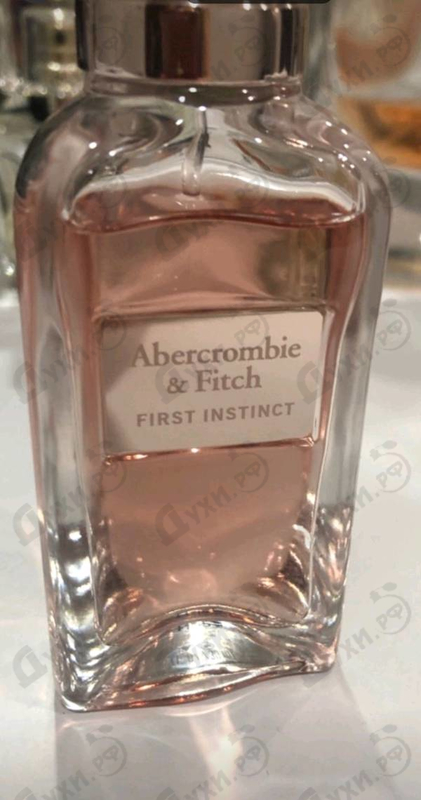 Abercrombie
& Fitch
FIRST INSTINCT
Духи.рф